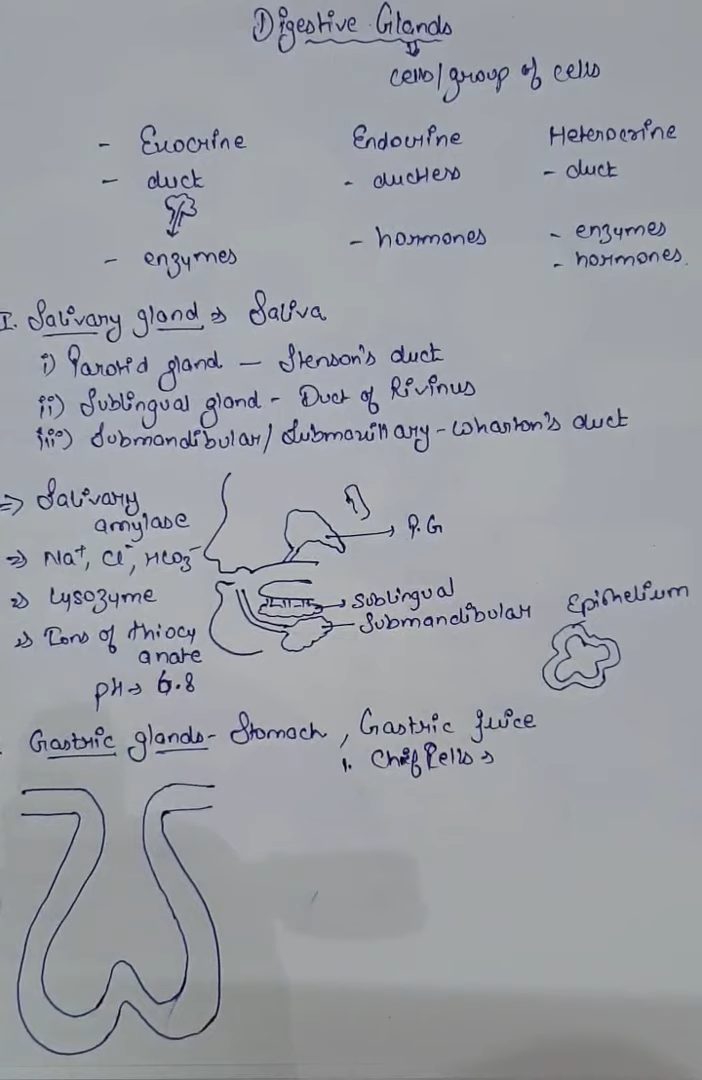 Digestive Glands
cells/group of cells
- Exocrine Endocrine Heterocrine
- duct - ductless - duct
- enzymes - hormones - enzymes
- hormones.
I. Salivary gland → Saliva
i) Parotid gland - Stenson's duct
ii) Sublingual gland - Duct of Rivinus
iii) Submandibular/Submaxillary - Wharton's duct
⇒ Salivary
amylase
P.G
⇒ Na⁺, Cl⁻, HCO3⁻
⇒ Lysozyme
Sublingual
Submandibular
Epithelium
⇒ Ions of thiocy
anate
pH → 6.8
Gastric glands - Stomach, Gastric juice
1. Chief Cells →